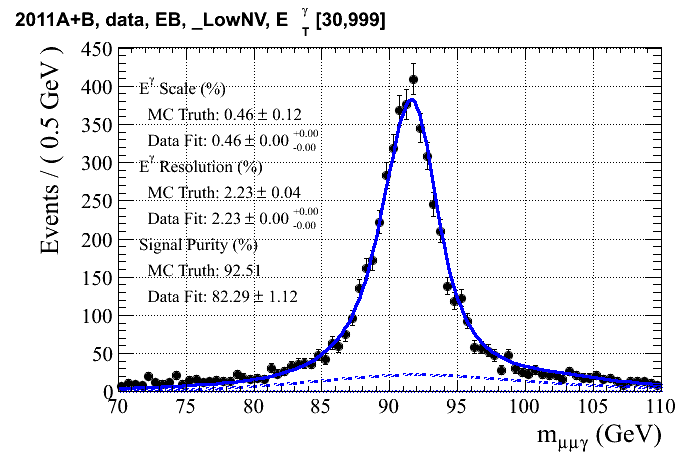 2011A+B, data, EB, _LowNV, E γ T [30,999]
Events / ( 0.5 GeV )
450
400
350
300
250
200
150
100
50
0
E^γ Scale (%)
MC Truth: 0.46 ± 0.12
Data Fit: 0.46 ± 0.00 +0.00 -0.00
E^γ Resolution (%)
MC Truth: 2.23 ± 0.04
Data Fit: 2.23 ± 0.00 +0.00 -0.00
Signal Purity (%)
MC Truth: 92.51
Data Fit: 82.29 ± 1.12
70 75 80 85 90 95 100 105 110
m_μμγ (GeV)